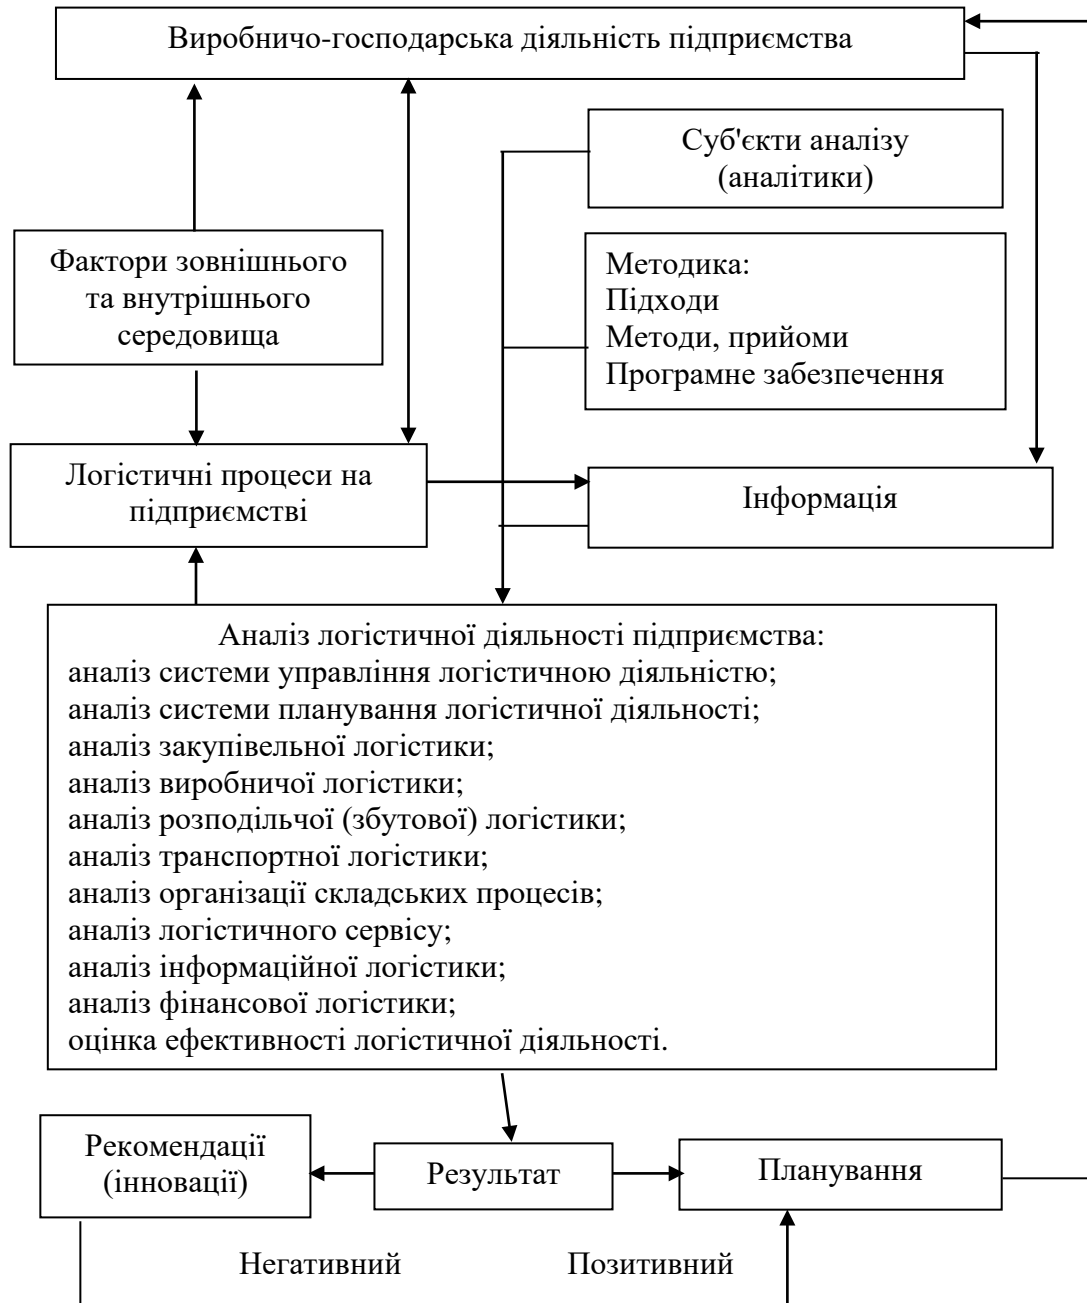 Виробничо-господарська діяльність підприємства
Суб'єкти аналізу
(аналітики)
Фактори зовнішнього
та внутрішнього
середовища
Методика:
Підходи
Методи, прийоми
Програмне забезпечення
Логістичні процеси на
підприємстві
Інформація
Аналіз логістичної діяльності підприємства:
аналіз системи управління логістичною діяльністю;
аналіз системи планування логістичної діяльності;
аналіз закупівельної логістики;
аналіз виробничої логістики;
аналіз розподільчої (збутової) логістики;
аналіз транспортної логістики;
аналіз організації складських процесів;
аналіз логістичного сервісу;
аналіз інформаційної логістики;
аналіз фінансової логістики;
оцінка ефективності логістичної діяльності.
Рекомендації
(інновації)
Результат
Планування
Негативний
Позитивний